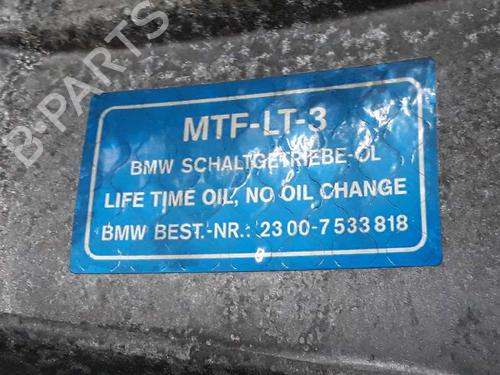 B-PARTS
MTF-LT-3
BMW SCHALTGETRIEBE-ÖL
LIFE TIME OIL, NO OIL CHANGE
BMW BEST.-NR.: 23 00-7 533 818